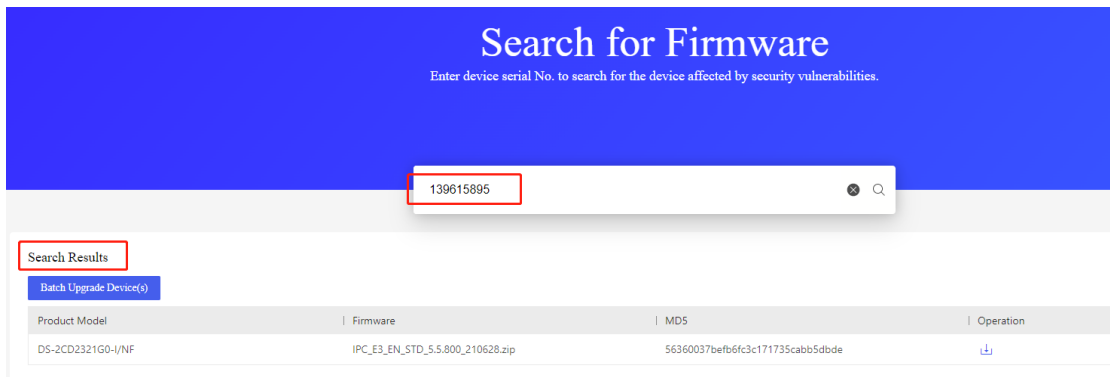 Search for Firmware
Enter device serial No. to search for the device affected by security vulnerabilities.
139615895
Search Results
Batch Upgrade Device(s)
Product Model | Firmware | MD5 | Operation
DS-2CD2321G0-I/NF IPC_E3_EN_STD_5.5.800_210628.zip 56360037befb6fc3c171735cabb5dbde